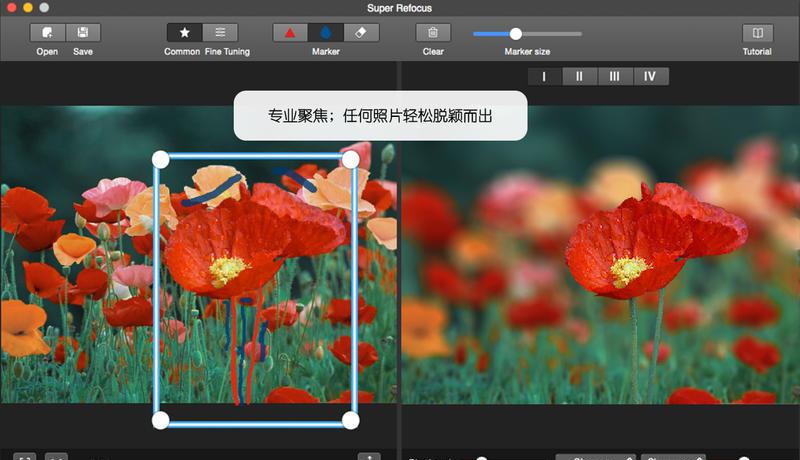 Super Refocus
Open Save Common Fine Tuning Marker Clear Marker size Tutorial
I II III IV
专业聚焦；任何照片轻松脱颖而出